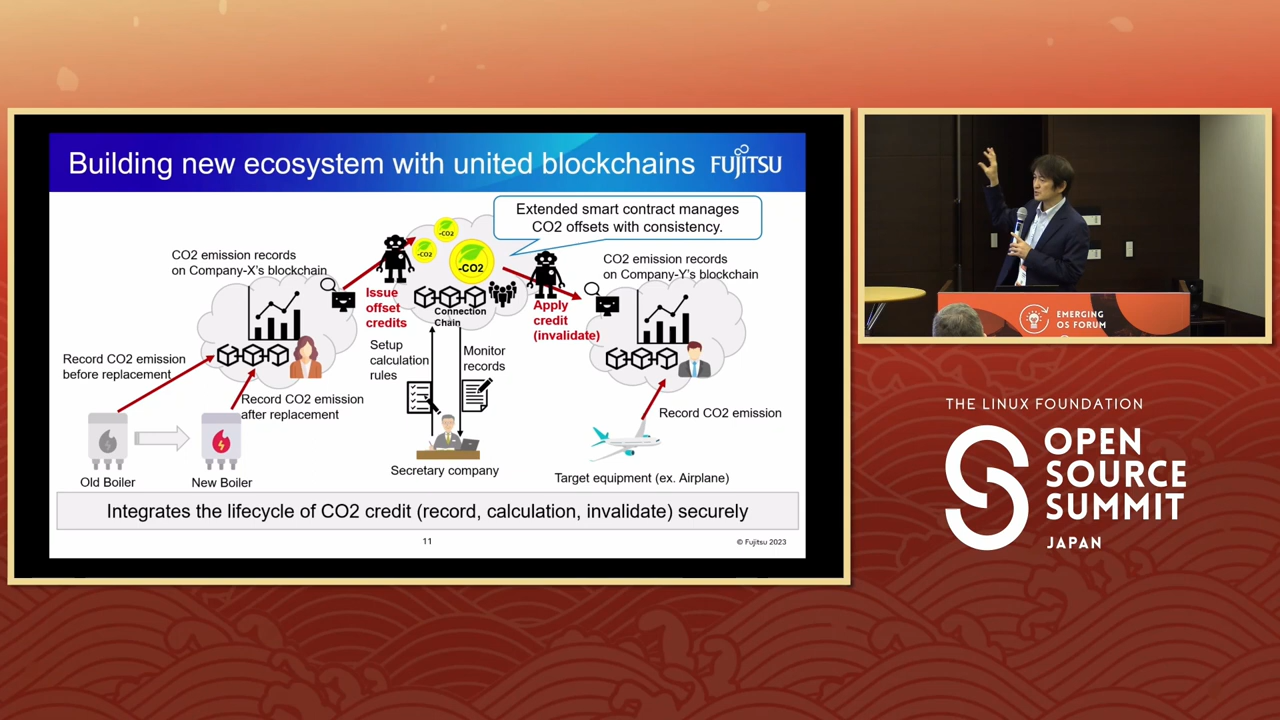 Building new ecosystem with united blockchains
FUJITSU
Extended smart contract manages
CO2 offsets with consistency.
CO2 emission records
on Company-X's blockchain
-CO2
-CO2
-CO2
CO2 emission records
on Company-Y's blockchain
Issue
offset
credits
Connection
Chain
Apply
credit
(invalidate)
Record CO2 emission
before replacement
Setup
calculation
rules
Monitor
records
Record CO2 emission
after replacement
Record CO2 emission
Old Boiler
New Boiler
Secretary company
Target equipment (ex. Airplane)
Integrates the lifecycle of CO2 credit (record, calculation, invalidate) securely
11
© Fujitsu 2023
EMERGING
OS FORUM
THE LINUX FOUNDATION
OPEN
SOURCE
SUMMIT
JAPAN